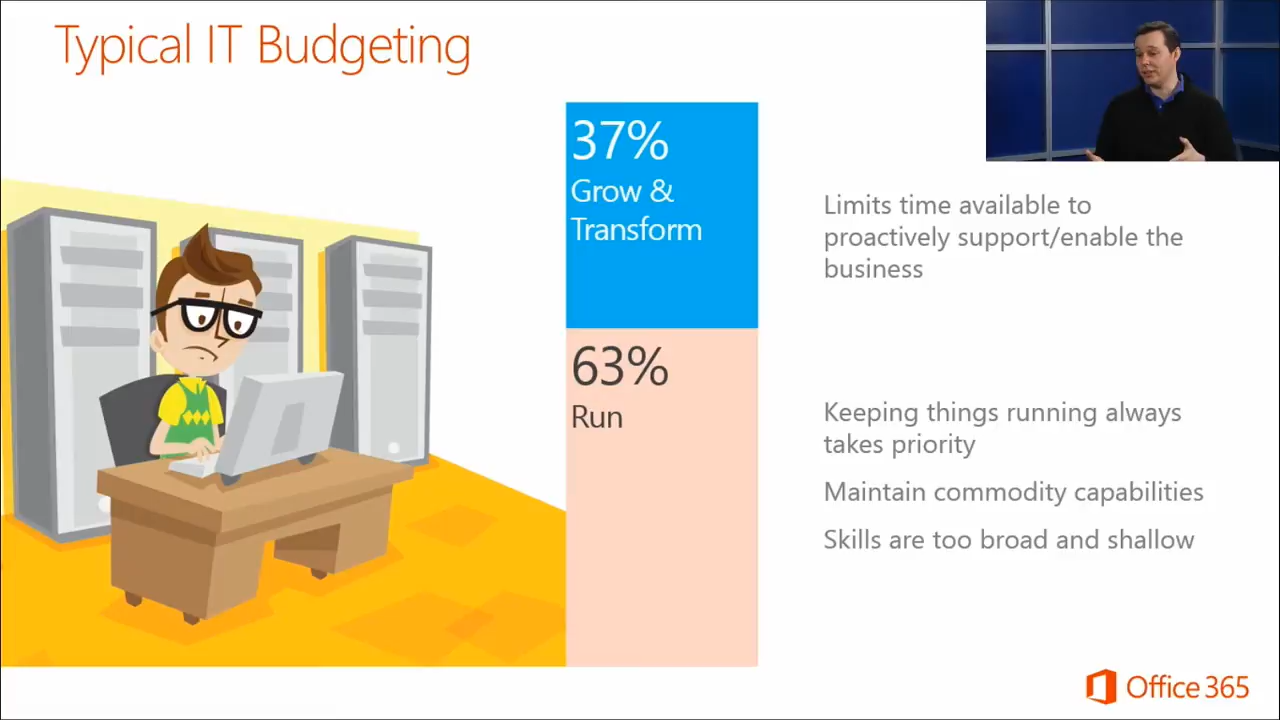 Typical IT Budgeting
37%
Grow &
Transform
Limits time available to
proactively support/enable the
business
63%
Run
Keeping things running always
takes priority
Maintain commodity capabilities
Skills are too broad and shallow
Office 365